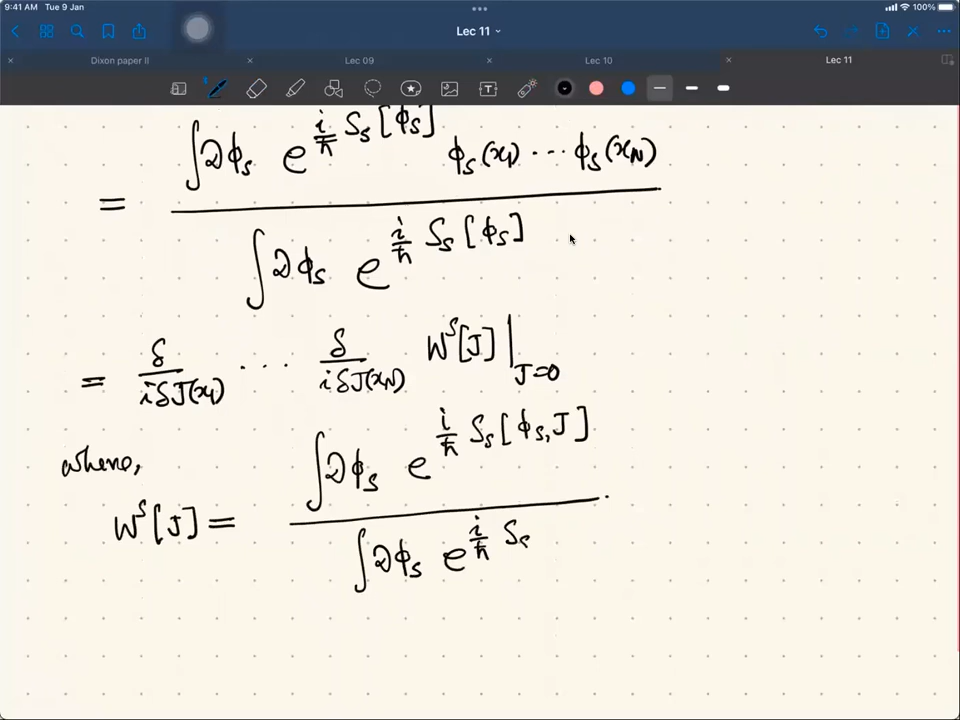 9:41 AM Tue 9 Jan 100%
Lec 11
Dixon paper II Lec 09 Lec 10 Lec 11
∫𝒟ϕ_S e^{i/ħ S_S[ϕ_S]} ϕ_S(x_1) ··· ϕ_S(x_N)
= ―
∫𝒟ϕ_S e^{i/ħ S_S[ϕ_S]}
= δ/iδJ(x_1) ··· δ/iδJ(x_N) W^S[J]|_{J=0}
where,
∫𝒟ϕ_S e^{i/ħ S_S[ϕ_S, J]}
W^S[J] = ―
∫𝒟ϕ_S e^{i/ħ S_S}